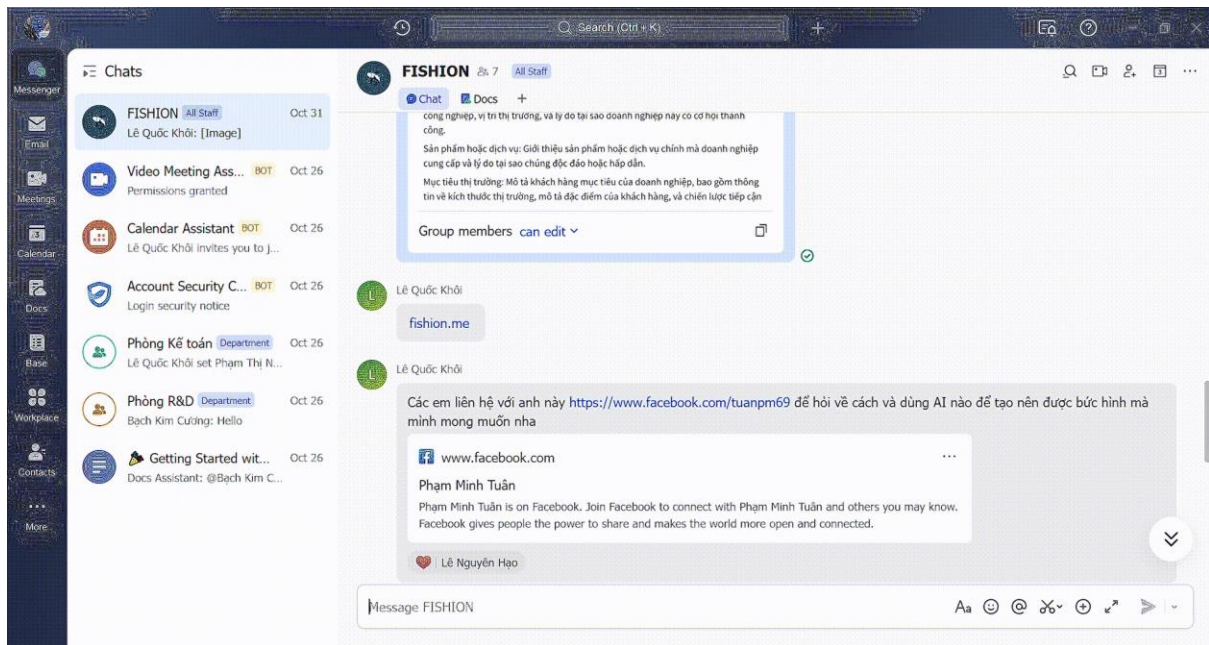 Search (Ctrl + K)
Messenger
Email
Meetings
Calendar
Docs
Base
Workplace
Contacts
More
Chats
FISHION All Staff Oct 31
Lê Quốc Khôi: [Image]
Video Meeting Ass... BOT Oct 26
Permissions granted
Calendar Assistant BOT Oct 26
Lê Quốc Khôi invites you to j...
Account Security C... BOT Oct 26
Login security notice
Phòng Kế toán Department Oct 26
Lê Quốc Khôi set Phạm Thị N...
Phòng R&D Department Oct 26
Bạch Kim Cương: Hello
Getting Started wit... Oct 26
Docs Assistant: @Bạch Kim C...
FISHION 7 All Staff
Chat Docs
công nghiệp, vị trí thị trường, và lý do tại sao doanh nghiệp này có cơ hội thành
công.
Sản phẩm hoặc dịch vụ: Giới thiệu sản phẩm hoặc dịch vụ chính mà doanh nghiệp
cung cấp và lý do tại sao chúng độc đáo hoặc hấp dẫn.
Mục tiêu thị trường: Mô tả khách hàng mục tiêu của doanh nghiệp, bao gồm thông
tin về kích thước thị trường, mô tả đặc điểm của khách hàng, và chiến lược tiếp cận
Group members can edit
Lê Quốc Khôi
fishion.me
Lê Quốc Khôi
Các em liên hệ với anh này https://www.facebook.com/tuanpm69 để hỏi về cách và dùng AI nào để tạo nên được bức hình mà
mình mong muốn nha
www.facebook.com
Phạm Minh Tuân
Phạm Minh Tuân is on Facebook. Join Facebook to connect with Phạm Minh Tuân and others you may know.
Facebook gives people the power to share and makes the world more open and connected.
Lê Nguyên Hạo
Message FISHION